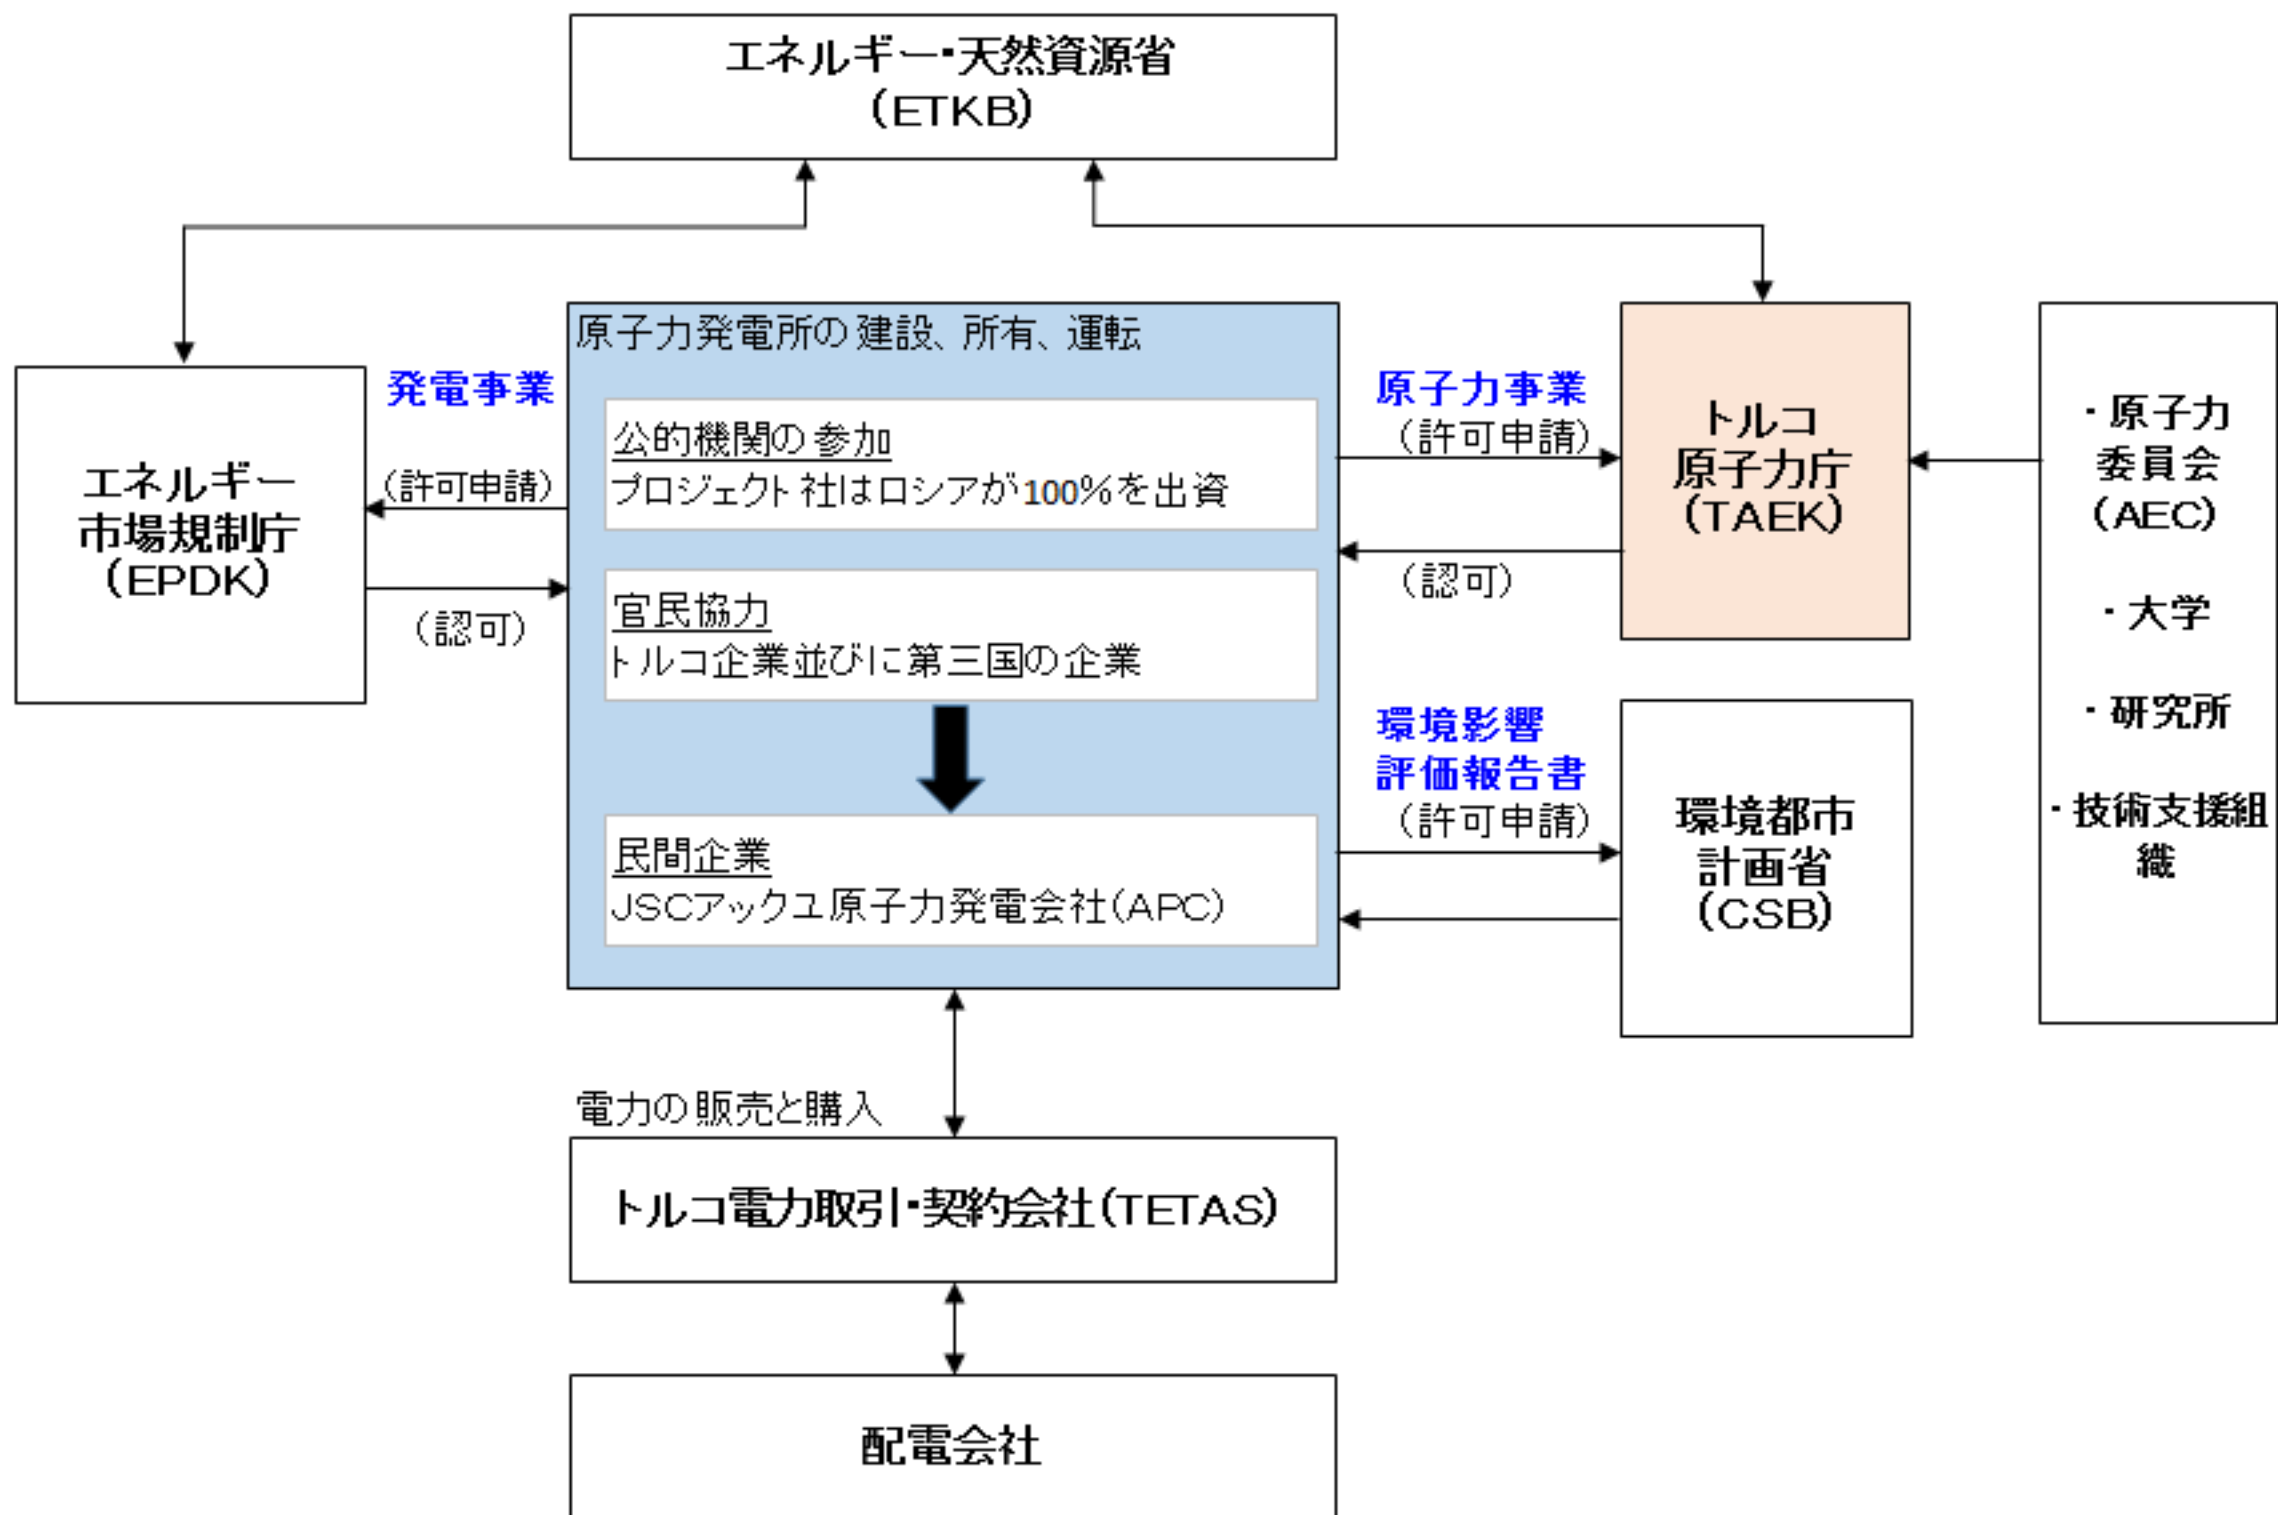 エネルギー・天然資源省
(ETKB)
原子力発電所の建設、所有、運転
発電事業
(許可申請)
(認可)
エネルギー
市場規制庁
(EPDK)
公的機関の参加
プロジェクト社はロシアが100%を出資
官民協力
トルコ企業並びに第三国の企業
民間企業
JSCアックユ原子力発電会社(APC)
原子力事業
(許可申請)
(認可)
トルコ
原子力庁
(TAEK)
環境影響
評価報告書
(許可申請)
環境都市
計画省
(CSB)
・原子力
委員会
(AEC)
・大学
・研究所
・技術支援組
織
電力の販売と購入
トルコ電力取引・契約会社(TETAS)
配電会社